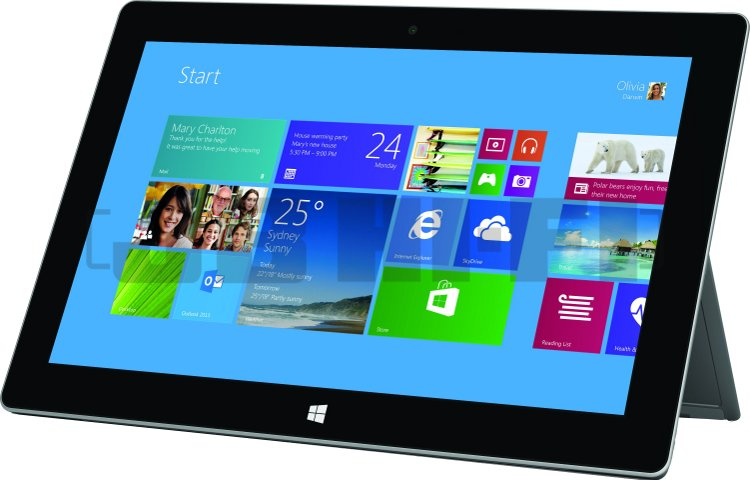 Start
Olivia
Darwin
Mary Charlton
Thank you for the help!
It was great to have your help moving
Mail
House warming party
Mary's new house
5:30 PM – 9:00 PM
24
Monday
Polar bears enjoy fun, free
their new home
25°
Sydney
Sunny
Today
22°/18° Mostly sunny
Tomorrow
25°/18° Partly sunny
Weather
Internet Explorer
SkyDrive
Travel
Desktop
Outlook 2013
Store
Reading List
Health &